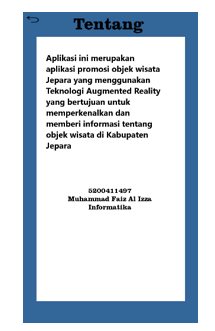 Tentang
Aplikasi ini merupakan
aplikasi promosi objek wisata
Jepara yang menggunakan
Teknologi Augmented Reality
yang bertujuan untuk
memperkenalkan dan
memberi informasi tentang
objek wisata di Kabupaten
Jepara
5200411497
Muhammad Faiz Al Izza
Informatika